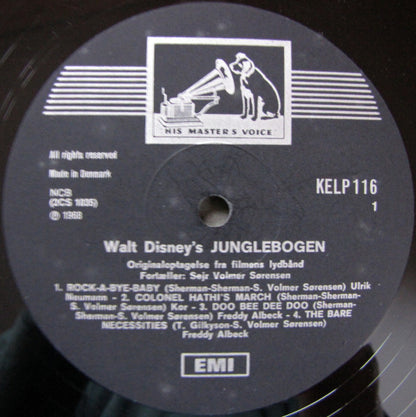 HIS MASTER'S VOICE
All rights reserved
Made in Denmark
NCB
(2CS 1035)
℗ 1968
KELP 116
1
Walt Disney's JUNGLEBOGEN
Originaloptagelse fra filmens lydbånd
Fortæller: Sejr Volmer Sørensen
1. ROCK-A-BYE-BABY (Sherman-Sherman-S. Volmer Sørensen) Ulrik
Neumann - 2. COLONEL HATHI'S MARCH (Sherman-Sherman-
S. Volmer Sørensen) Kor - 3. DOO BEE DEE DOO (Sherman-
Sherman-S. Volmer Sørensen) Freddy Albeck - 4. THE BARE
NECESSITIES (T. Gilkyson-S. Volmer Sørensen)
Freddy Albeck
EMI